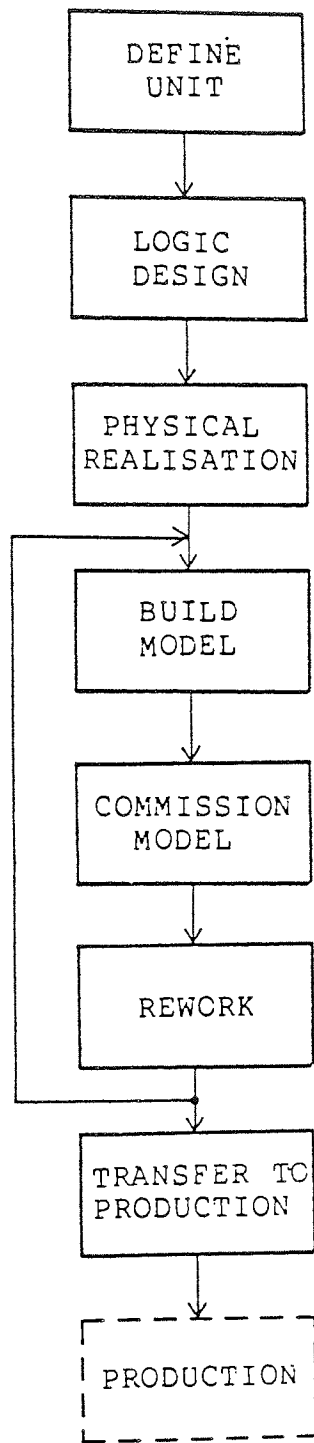 DEFINE
UNIT
LOGIC
DESIGN
PHYSICAL
REALISATION
BUILD
MODEL
COMMISSION
MODEL
REWORK
TRANSFER TO
PRODUCTION
PRODUCTION